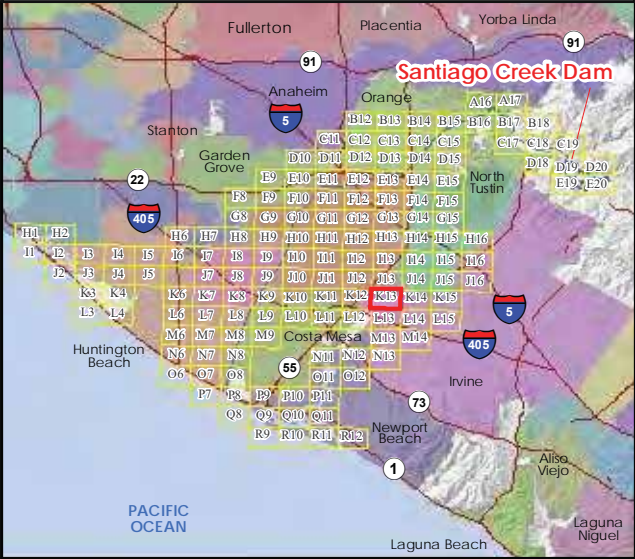 Fullerton
Placentia
Yorba Linda
91
91
Santiago Creek Dam
Anaheim
Orange
5
Stanton
Garden
Grove
22
405
North
Tustin
A16 A17
B12 B13 B14 B15 B16 B17 B18
C11 C12 C13 C14 C15 C17 C18 C19
D10 D11 D12 D13 D14 D15 D18 D19 D20
E9 E10 E11 E12 E13 E14 E15 E19 E20
F8 F9 F10 F11 F12 F13 F14 F15
G8 G9 G10 G11 G12 G13 G14 G15
H1 H2 H6 H7 H8 H9 H10 H11 H12 H13 H14 H15 H16
I1 I2 I3 I4 I5 I6 I7 I8 I9 I10 I11 I12 I13 I14 I15 I16
J2 J3 J4 J5 J7 J8 J9 J10 J11 J12 J13 J14 J15 J16
K3 K4 K6 K7 K8 K9 K10 K11 K12 K13 K14 K15
L3 L4 L6 L7 L8 L9 L10 L11 L12 L13 L14 L15
M6 M7 M8 M9 Costa Mesa M13 M14
N6 N7 N8 N11 N12 N13
O6 O7 O8 O11 O12
P7 P8 P9 P10 P11
Q8 Q9 Q10 Q11
R9 R10 R11 R12
5
405
Huntington
Beach
55
Irvine
73
Newport
Beach
1
Aliso
Viejo
PACIFIC
OCEAN
Laguna
Niguel
Laguna Beach